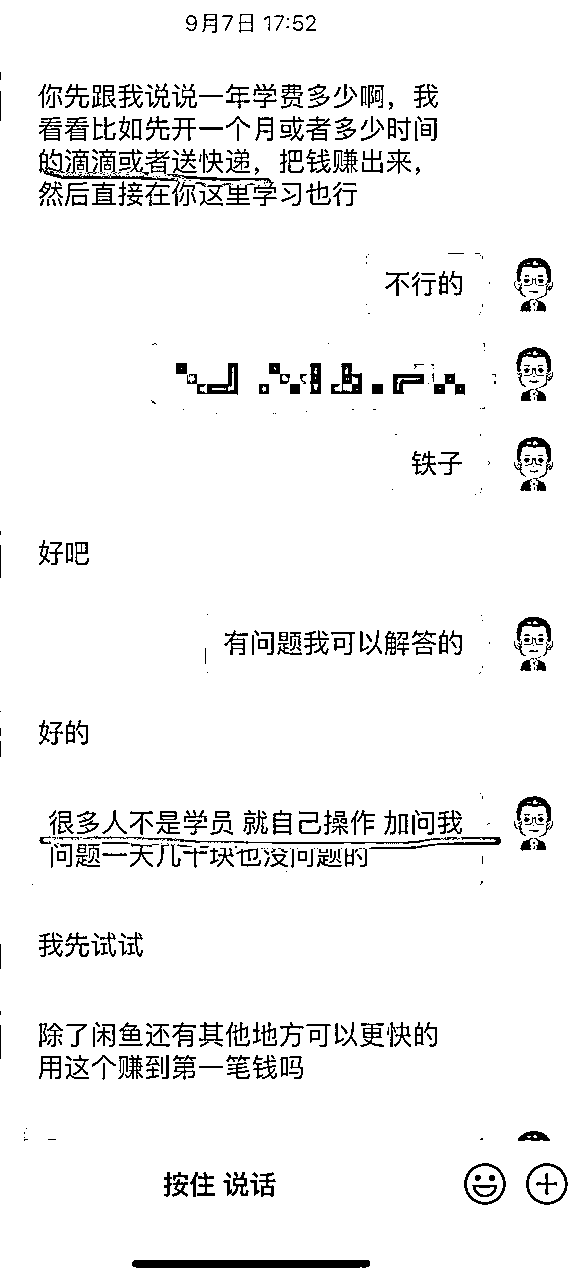 9月7日 17:52
你先跟我说说一年学费多少啊，我
看看比如先开一个月或者多少时间
的滴滴或者送快递，把钱赚出来，
然后直接在你这里学习也行
不行的
铁子
好吧
有问题我可以解答的
好的
很多人不是学员 就自己操作 加问我
问题一天几十块也没问题的
我先试试
除了闲鱼还有其他地方可以更快的
用这个赚到第一笔钱吗
按住 说话